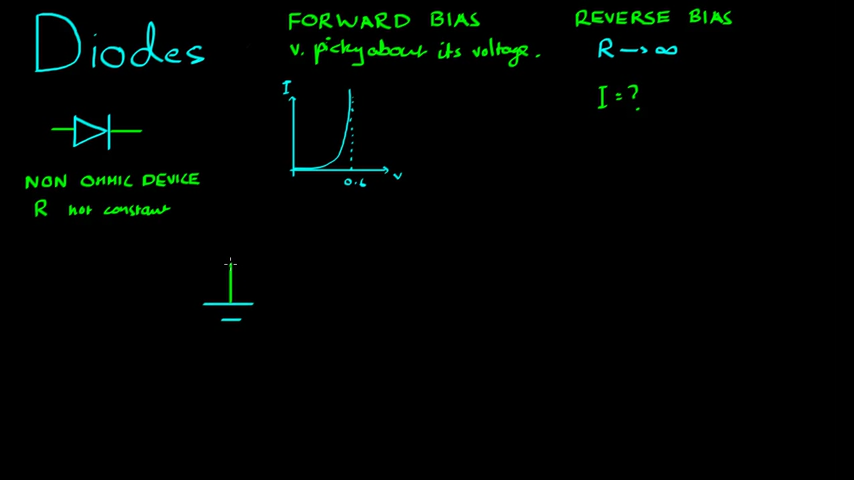 Diodes
NON OHMIC DEVICE
R not constant
FORWARD BIAS
v. picky about its voltage.
I
0.6
V
REVERSE BIAS
R → ∞
I = ?